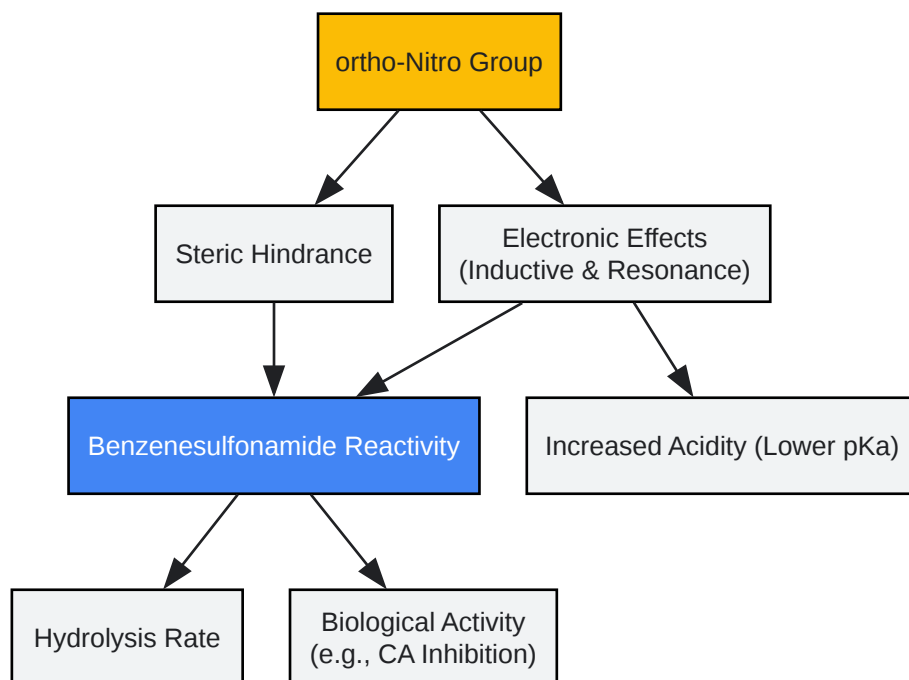 ortho-Nitro Group
Steric Hindrance
Electronic Effects
(Inductive & Resonance)
Benzenesulfonamide Reactivity
Increased Acidity (Lower pKa)
Hydrolysis Rate
Biological Activity
(e.g., CA Inhibition)